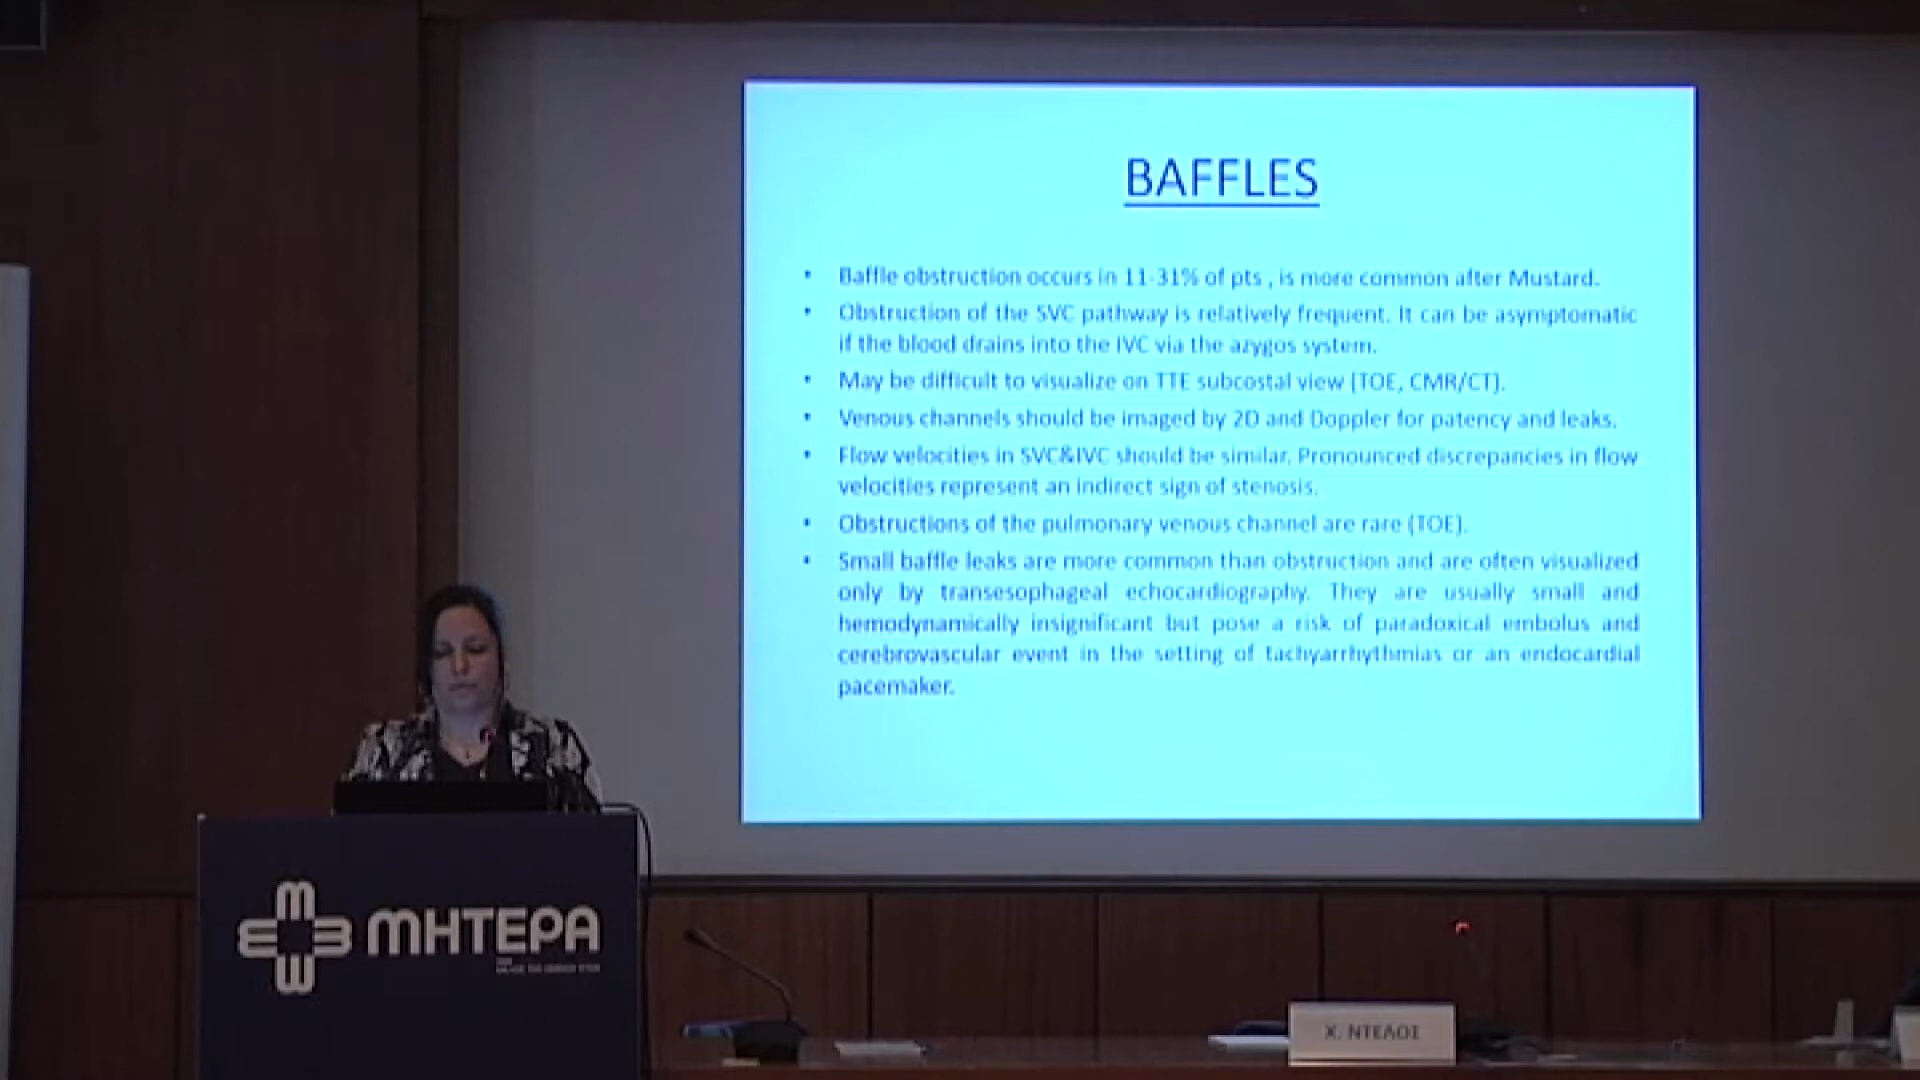 BAFFLES
• Baffle obstruction occurs in 11-31% of pts , is more common after Mustard.
• Obstruction of the SVC pathway is relatively frequent. It can be asymptomatic
if the blood drains into the IVC via the azygos system.
• May be difficult to visualize on TTE subcostal view (TOE, CMR/CT).
• Venous channels should be imaged by 2D and Doppler for patency and leaks.
• Flow velocities in SVC&IVC should be similar. Pronounced discrepancies in flow
velocities represent an indirect sign of stenosis.
• Obstructions of the pulmonary venous channel are rare (TOE).
• Small baffle leaks are more common than obstruction and are often visualized
only by transesophageal echocardiography. They are usually small and
hemodynamically insignificant but pose a risk of paradoxical embolus and
cerebrovascular event in the setting of tachyarrhythmias or an endocardial
pacemaker.
ΜΗΤΕΡΑ
Χ. ΝΤΕΛΟΣ